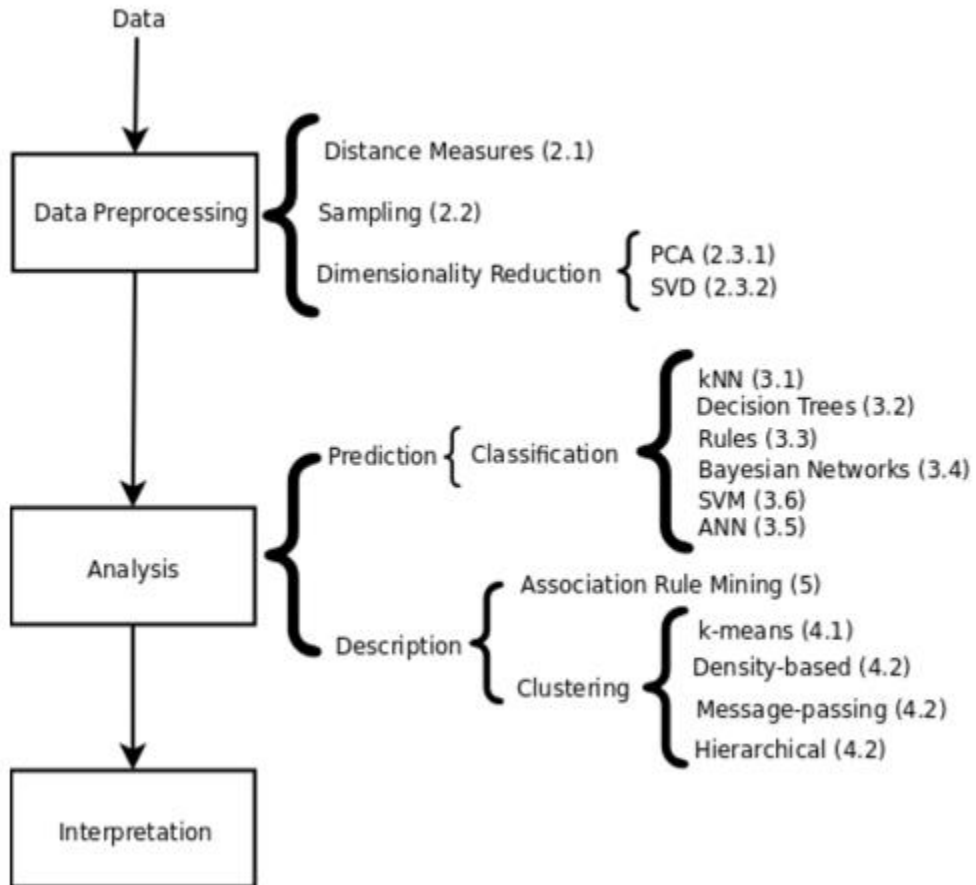 Data
Data Preprocessing
Distance Measures (2.1)
Sampling (2.2)
Dimensionality Reduction
PCA (2.3.1)
SVD (2.3.2)
Analysis
Prediction
Classification
kNN (3.1)
Decision Trees (3.2)
Rules (3.3)
Bayesian Networks (3.4)
SVM (3.6)
ANN (3.5)
Description
Association Rule Mining (5)
Clustering
k-means (4.1)
Density-based (4.2)
Message-passing (4.2)
Hierarchical (4.2)
Interpretation